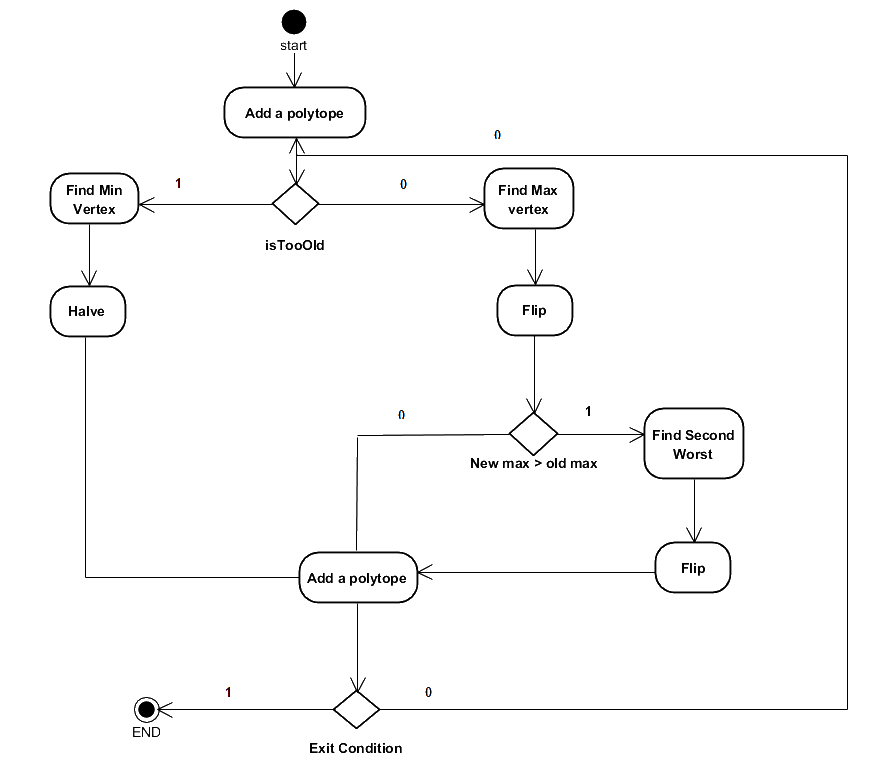 start
Add a polytope
0
1
0
Find Min
Vertex
Find Max
vertex
isTooOld
Halve
Flip
0
1
Find Second
Worst
New max > old max
Flip
Add a polytope
1
0
END
Exit Condition